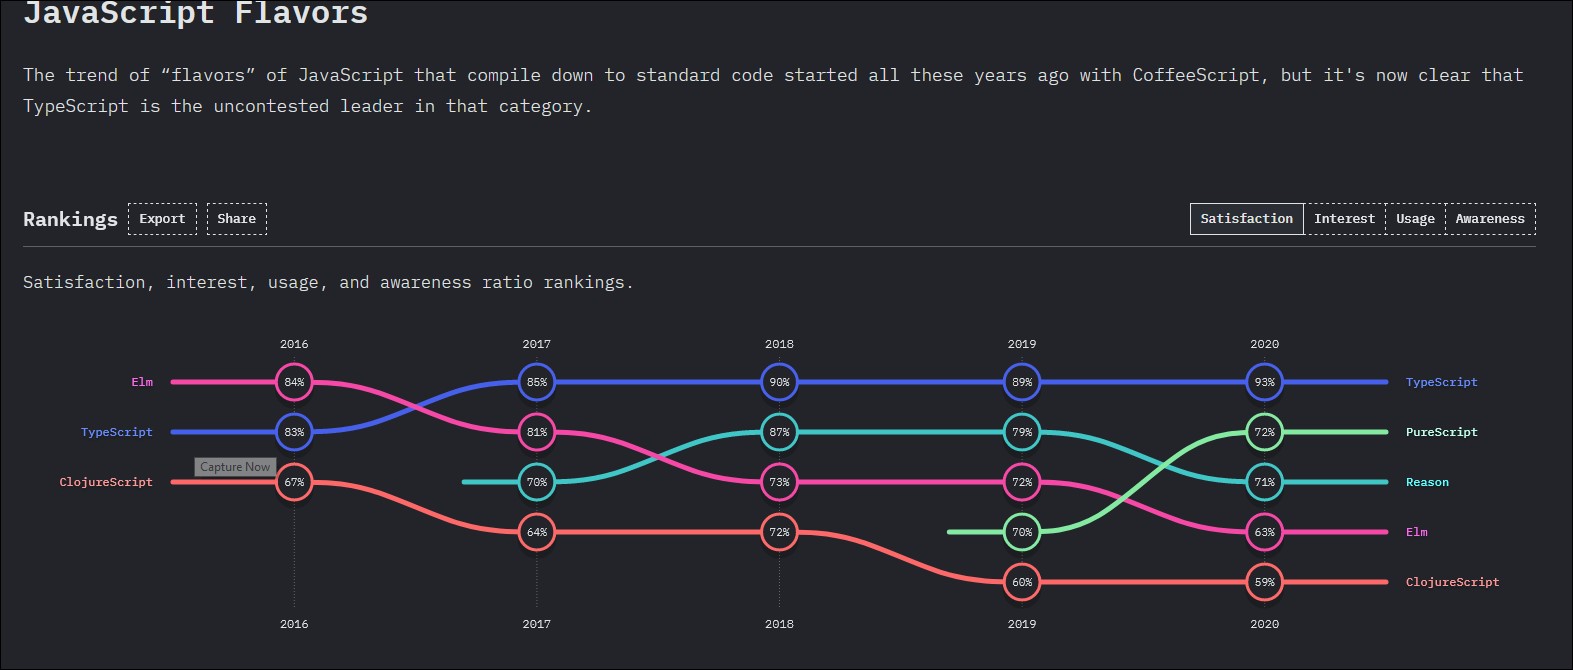 JavaScript Flavors
The trend of “flavors” of JavaScript that compile down to standard code started all these years ago with CoffeeScript, but it's now clear that
TypeScript is the uncontested leader in that category.
Rankings Export Share Satisfaction Interest Usage Awareness
Satisfaction, interest, usage, and awareness ratio rankings.
2016 2017 2018 2019 2020
Elm 84% 85% 90% 89% 93% TypeScript
TypeScript 83% 81% 87% 79% 72% PureScript
Capture Now
ClojureScript 67% 70% 73% 72% 71% Reason
64% 72% 70% 63% Elm
60% 59% ClojureScript
2016 2017 2018 2019 2020